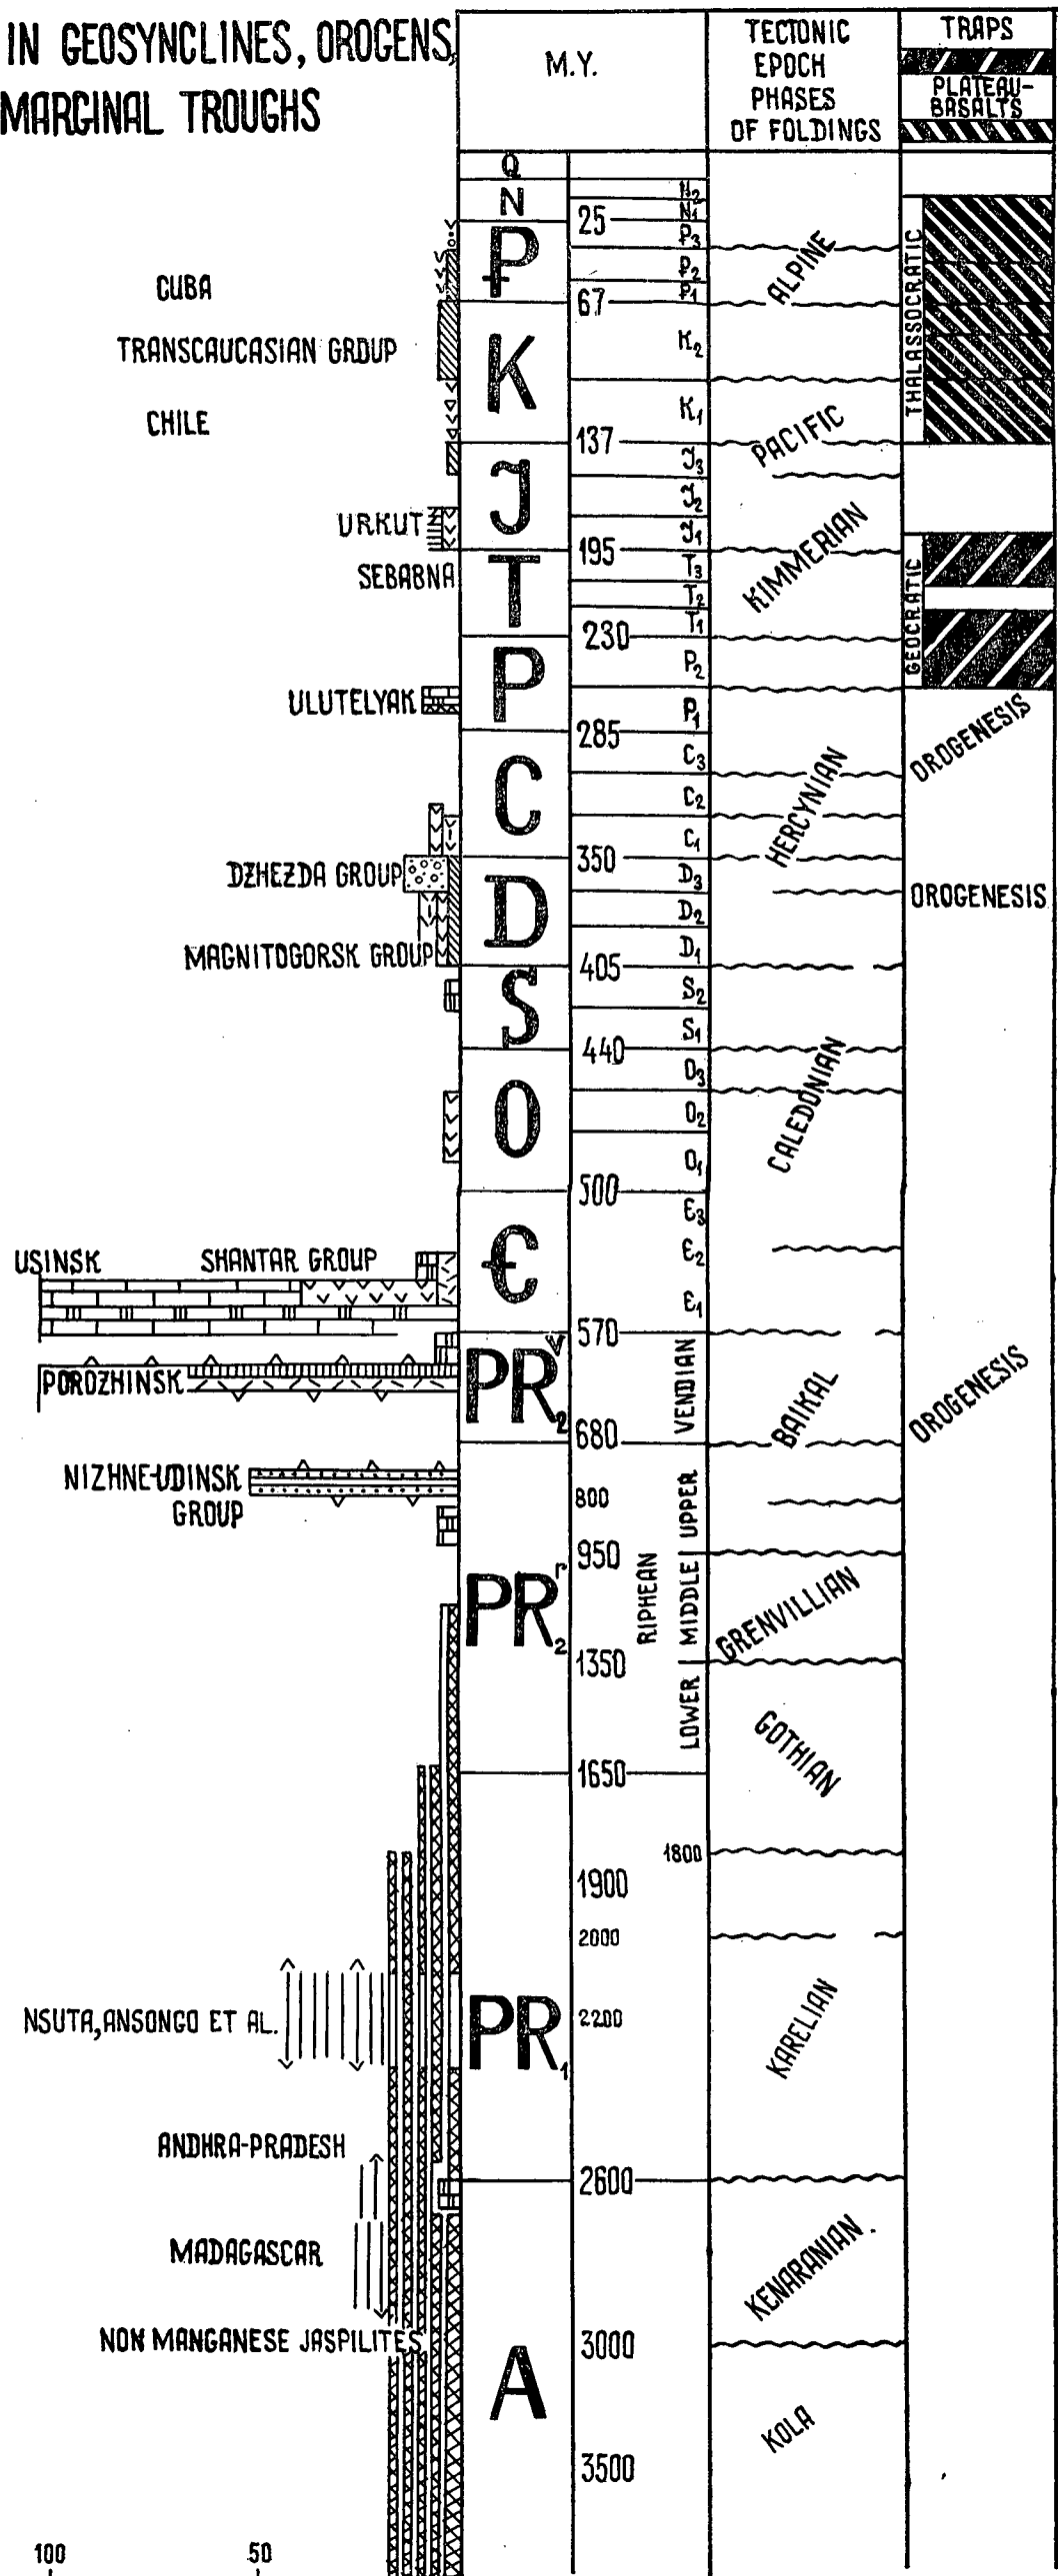 IN GEOSYNCLINES, OROGENS,
MARGINAL TROUGHS
M.Y.
TECTONIC
EPOCH
PHASES
OF FOLDINGS
TRAPS
PLATEAU-
BASALTS
Q
N
N2
N1
25
P
P3
P2
P1
67
CUBA
ALPINE
THALASSOCRATIC
TRANSCAUCASIAN GROUP
K
K2
CHILE
K1
137
PACIFIC
J
J3
J2
J1
URKUT
195
KIMMERIAN
SEBABNA
T
T3
T2
T1
230
GEOCRATIC
P
P2
ULUTELYAK
P1
285
OROGENESIS
C
C3
C2
C1
HERCYNIAN
350
DZHEZDA GROUP
D
D3
D2
D1
OROGENESIS
MAGNITOGORSK GROUP
405
S
S2
S1
440
O
O3
O2
O1
CALEDONIAN
500
Є
Є3
Є2
Є1
USINSK
SHANTAR GROUP
570
PR2V
VENDIAN
BAIKAL
OROGENESIS
POROZHINSK
680
NIZHNE-UDINSK
GROUP
800
UPPER
950
PR2r
RIPHEAN
MIDDLE
GRENVILLIAN
1350
LOWER
GOTHIAN
1650
1800
1900
2000
NSUTA, ANSONGO ET AL.
PR1
2200
KARELIAN
ANDHRA-PRADESH
2600
MADAGASCAR
KENARANIAN
NON MANGANESE JASPILITES
A
3000
KOLA
3500
100
50